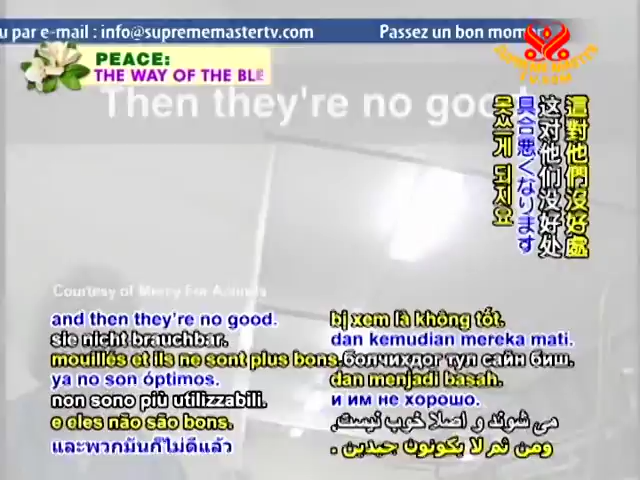 u par e-mail : info@suprememastertv.com Passez un bon mome
SUPREME MASTER
TV.COM
PEACE:
THE WAY OF THE BLE
Then they're no good.
這對他們沒好處
这对他们没好处
具合悪くなります
못쓰게 되지요
Courtesy of Mercy For Animals
and then they're no good.
sie nicht brauchbar.
mouillés et ils ne sont plus bons.
ya no son óptimos.
non sono più utilizzabili.
e eles não são bons.
และพวกมันก็ไม่ดีแล้ว
bị xem là không tốt.
dan kemudian mereka mati.
болчихдог тул сайн биш.
dan menjadi basah.
и им не хорошо.
می شوند و اصلا خوب نیست.
ومن ثم لا يكونون جيدين .